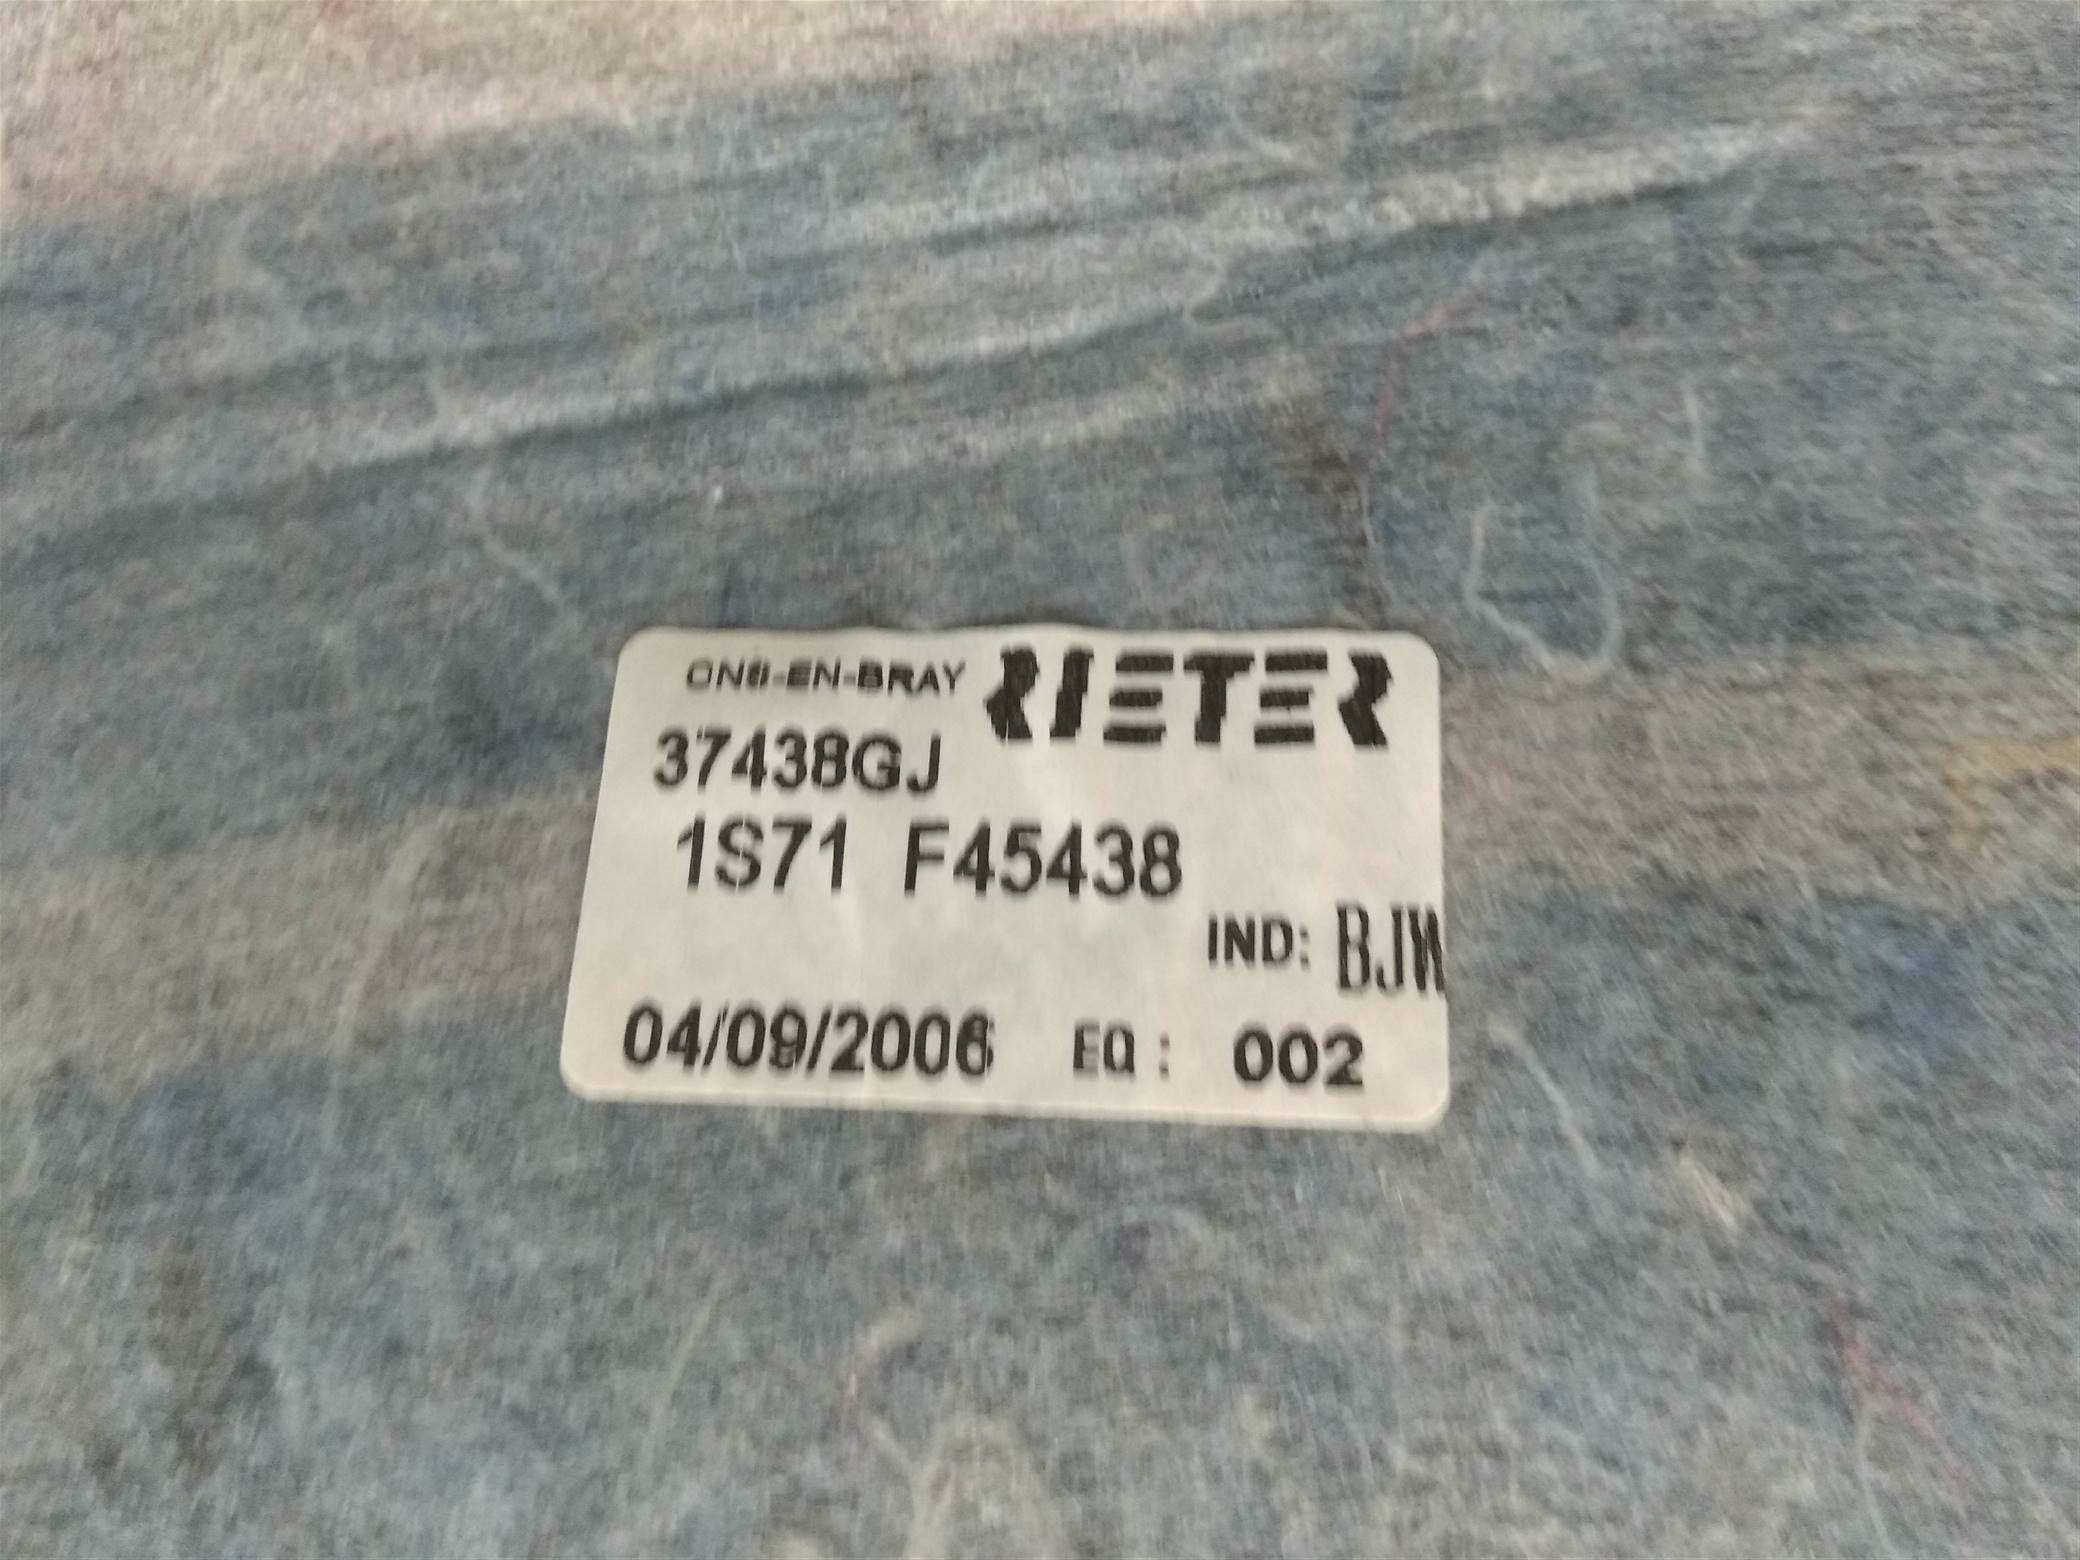 ONS-EN-BRAY RIETER
37438GJ
1S71 F45438
IND: BJW
04/09/2006 EQ : 002